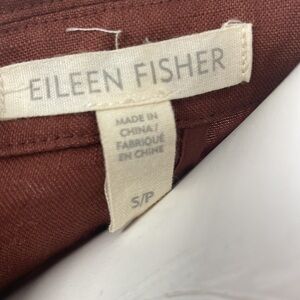 EILEEN FISHER
MADE IN
CHINA /
FABRIQUÉ
EN CHINE
S/P